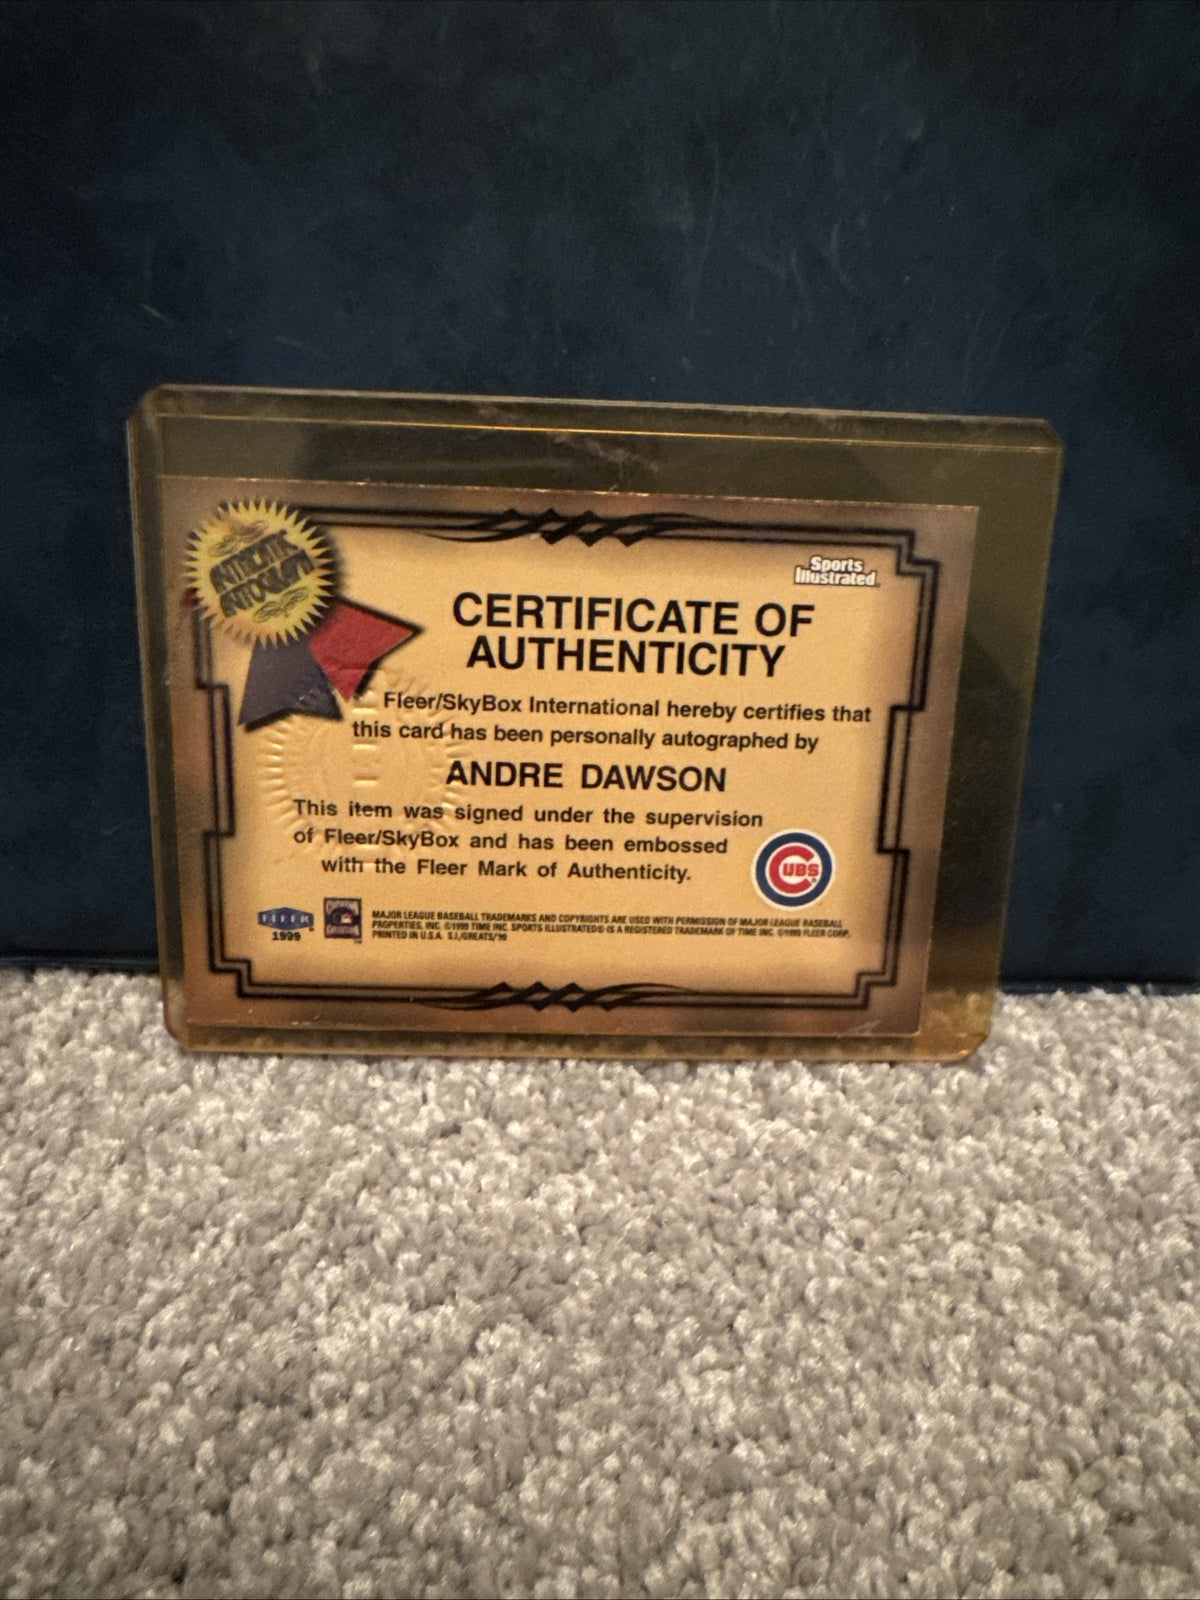 AUTHENTIC
AUTOGRAPH
Sports
Illustrated
CERTIFICATE OF
AUTHENTICITY
Fleer/SkyBox International hereby certifies that
this card has been personally autographed by
ANDRE DAWSON
This item was signed under the supervision
of Fleer/SkyBox and has been embossed
with the Fleer Mark of Authenticity.
CUBS
FLEER
1999
MAJOR LEAGUE BASEBALL TRADEMARKS AND COPYRIGHTS ARE USED WITH PERMISSION OF MAJOR LEAGUE BASEBALL
PROPERTIES, INC. ©1999 TIME INC. SPORTS ILLUSTRATED® IS A REGISTERED TRADEMARK OF TIME INC. ©1999 FLEER CORP.
PRINTED IN U.S.A. S.I./GREATS/'99